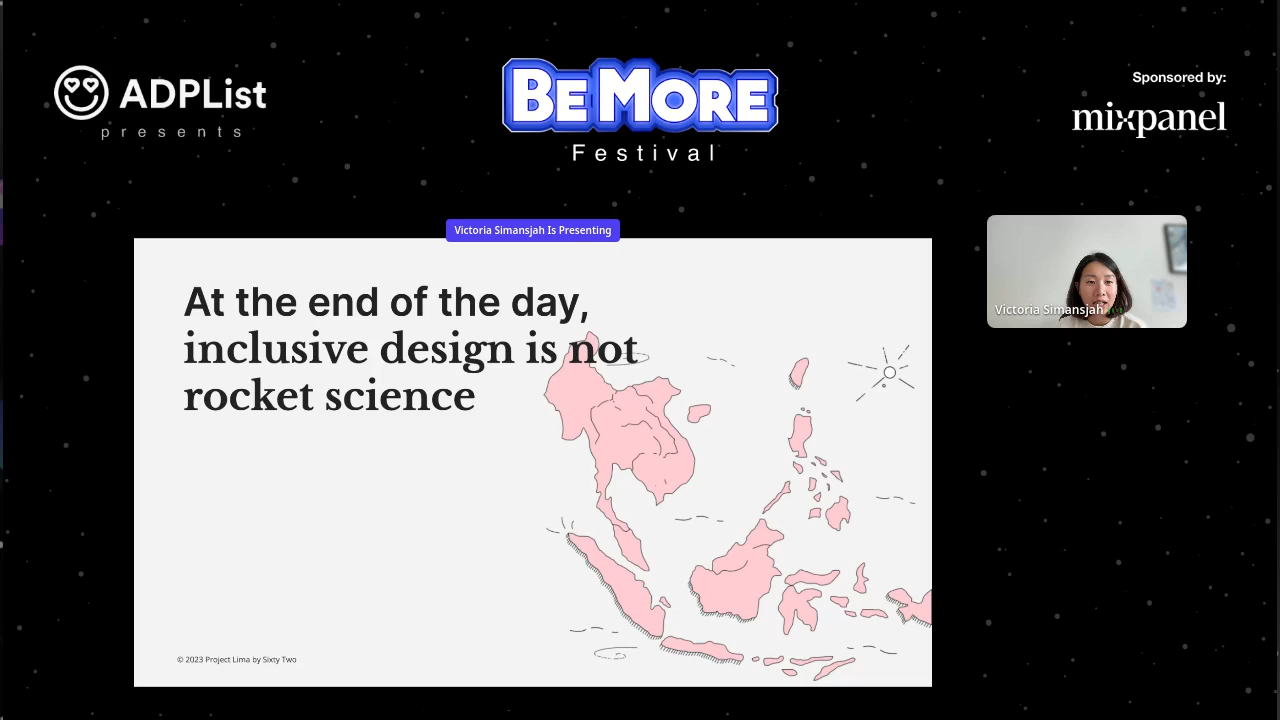 ADPList
presents
BE MORE
Festival
Sponsored by:
mixpanel
Victoria Simansjah Is Presenting
At the end of the day,
inclusive design is not
rocket science
© 2023 Project Lima by Sixty Two
Victoria Simansjah